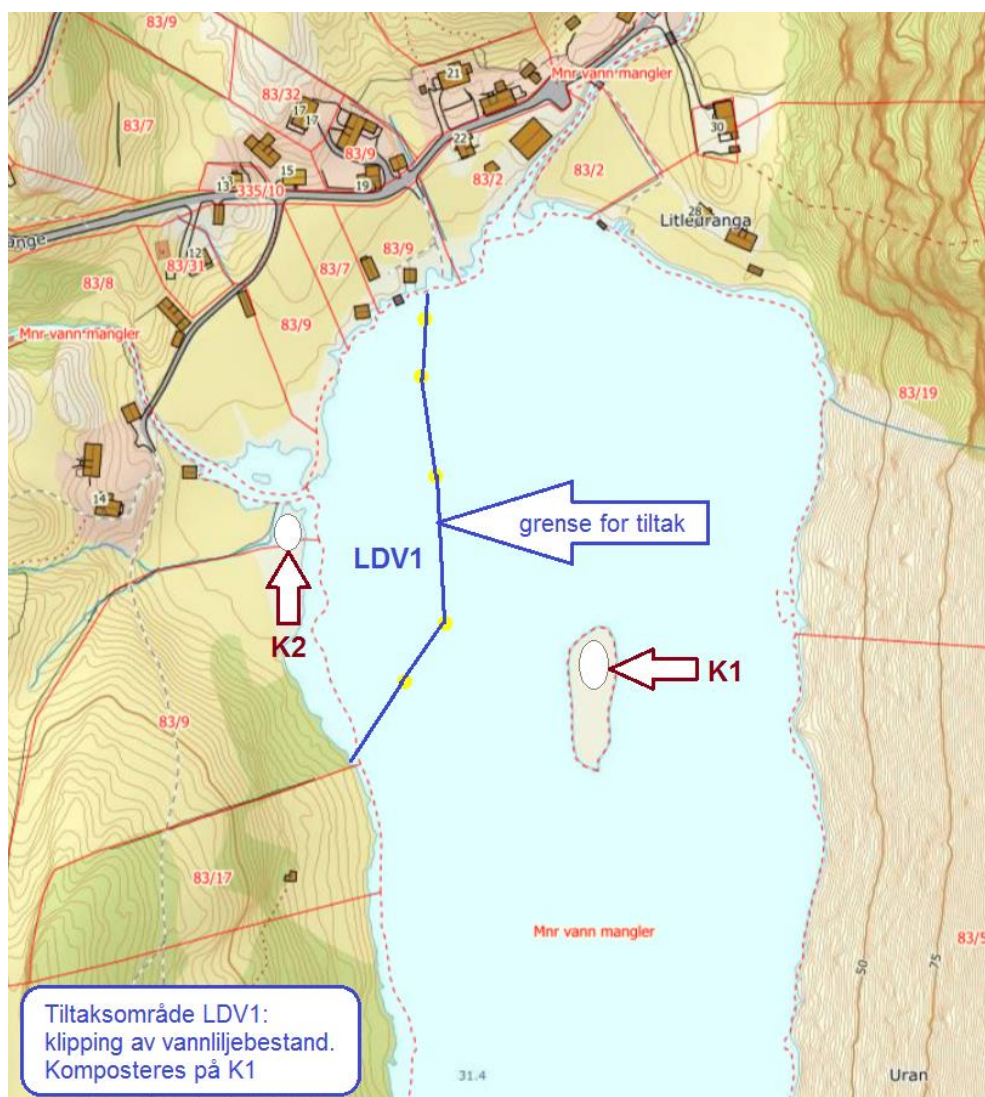 83/9
21
Mnr vann mangler
83/32
17
17
30
83/7
22
83/9
15
19
13
335/10
83/2
83/2
28
Litledranga
ange
12
83/9
83/31
83/7
83/8
83/9
Mnr vann mangler
83/19
14
grense for tiltak
LDV1
K2
K1
83/9
83/17
Mnr vann mangler
83/5
50
75
Tiltaksområde LDV1:
klipping av vannliljebestand.
Komposteres på K1
31.4
Uran